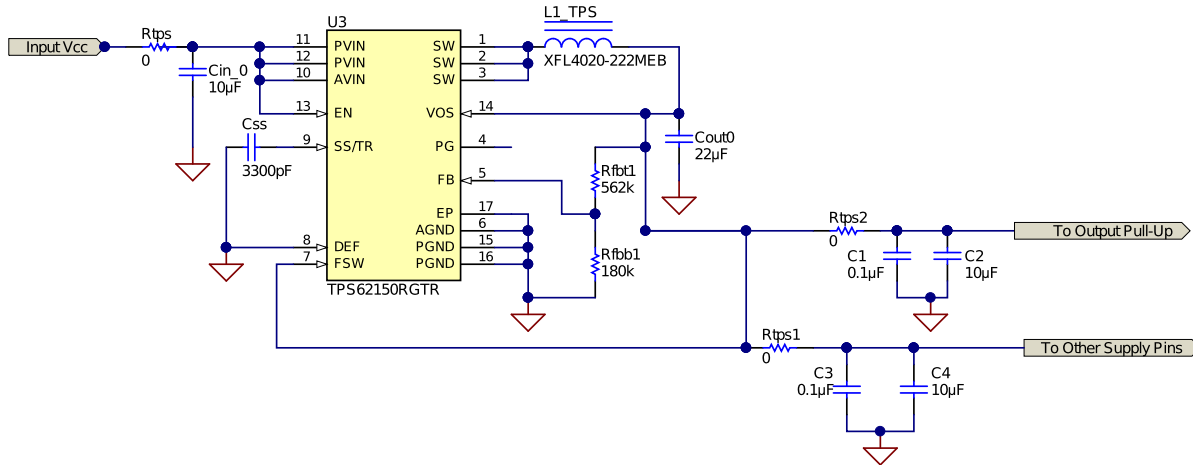 L1_TPS
U3
Rtps
Input Vcc
0
11 PVIN SW 1
12 PVIN SW 2
10 AVIN SW 3
XFL4020-222MEB
Cin_0
10µF
13 EN VOS 14
Css
3300pF
9 SS/TR PG 4
Cout0
22µF
FB 5
Rfbt1
562k
EP 17
AGND 6
8 DEF PGND 15
7 FSW PGND 16
Rfbb1
180k
TPS62150RGTR
Rtps2
0
To Output Pull-Up
C1
0.1µF
C2
10µF
Rtps1
0
To Other Supply Pins
C3
0.1µF
C4
10µF